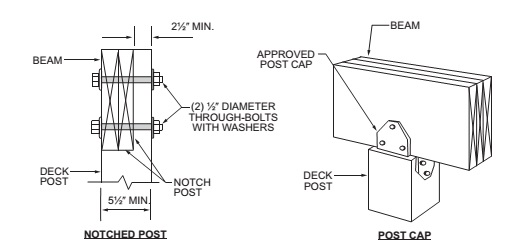 2½" MIN.
BEAM
(2) ½" DIAMETER
THROUGH-BOLTS
WITH WASHERS
DECK
POST
NOTCH
POST
5½" MIN.
NOTCHED POST
BEAM
APPROVED
POST CAP
DECK
POST
POST CAP